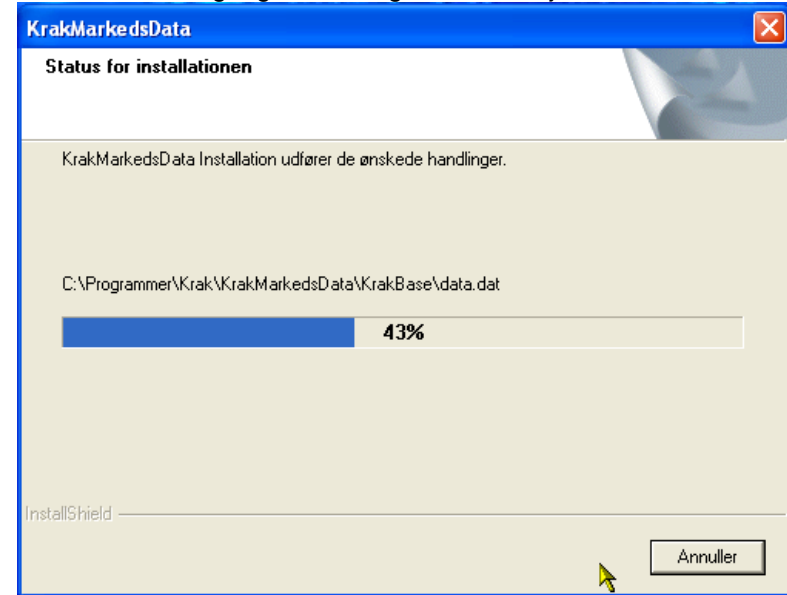 KrakMarkedsData
Status for installationen
KrakMarkedsData Installation udfører de ønskede handlinger.
C:\Programmer\Krak\KrakMarkedsData\KrakBase\data.dat
43%
InstallShield
Annuller